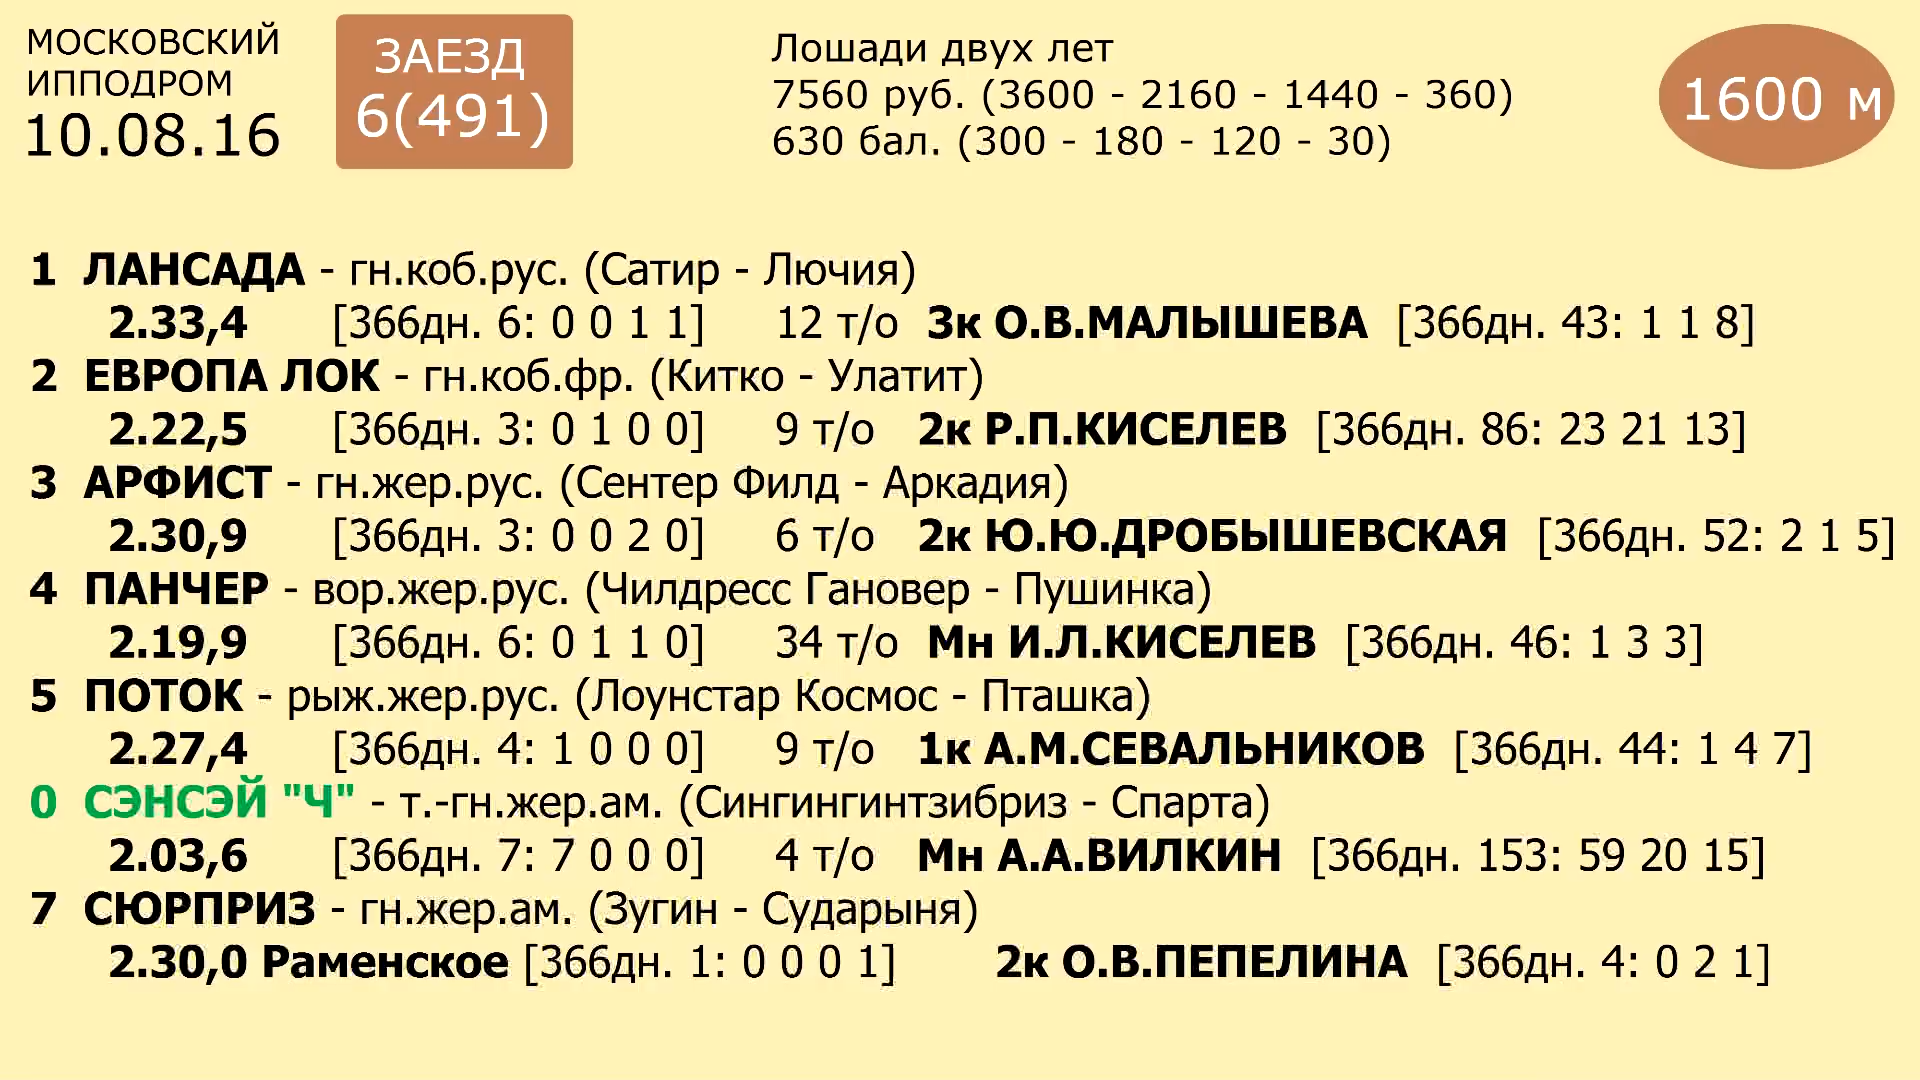 МОСКОВСКИЙ
ИППОДРОМ
10.08.16
ЗАЕЗД
6(491)
Лошади двух лет
7560 руб. (3600 - 2160 - 1440 - 360)
630 бал. (300 - 180 - 120 - 30)
1600 м
1 ЛАНСАДА - гн.коб.рус. (Сатир - Лючия)
2.33,4 [366дн. 6: 0 0 1 1] 12 т/о 3к О.В.МАЛЫШЕВА [366дн. 43: 1 1 8]
2 ЕВРОПА ЛОК - гн.коб.фр. (Китко - Улатит)
2.22,5 [366дн. 3: 0 1 0 0] 9 т/о 2к Р.П.КИСЕЛЕВ [366дн. 86: 23 21 13]
3 АРФИСТ - гн.жер.рус. (Сентер Филд - Аркадия)
2.30,9 [366дн. 3: 0 0 2 0] 6 т/о 2к Ю.Ю.ДРОБЫШЕВСКАЯ [366дн. 52: 2 1 5]
4 ПАНЧЕР - вор.жер.рус. (Чилдресс Гановер - Пушинка)
2.19,9 [366дн. 6: 0 1 1 0] 34 т/о Мн И.Л.КИСЕЛЕВ [366дн. 46: 1 3 3]
5 ПОТОК - рыж.жер.рус. (Лоунстар Космос - Пташка)
2.27,4 [366дн. 4: 1 0 0 0] 9 т/о 1к А.М.СЕВАЛЬНИКОВ [366дн. 44: 1 4 7]
0 СЭНСЭЙ "Ч" - т.-гн.жер.ам. (Сингингинтзибриз - Спарта)
2.03,6 [366дн. 7: 7 0 0 0] 4 т/о Мн А.А.ВИЛКИН [366дн. 153: 59 20 15]
7 СЮРПРИЗ - гн.жер.ам. (Зугин - Сударыня)
2.30,0 Раменское [366дн. 1: 0 0 0 1] 2к О.В.ПЕПЕЛИНА [366дн. 4: 0 2 1]